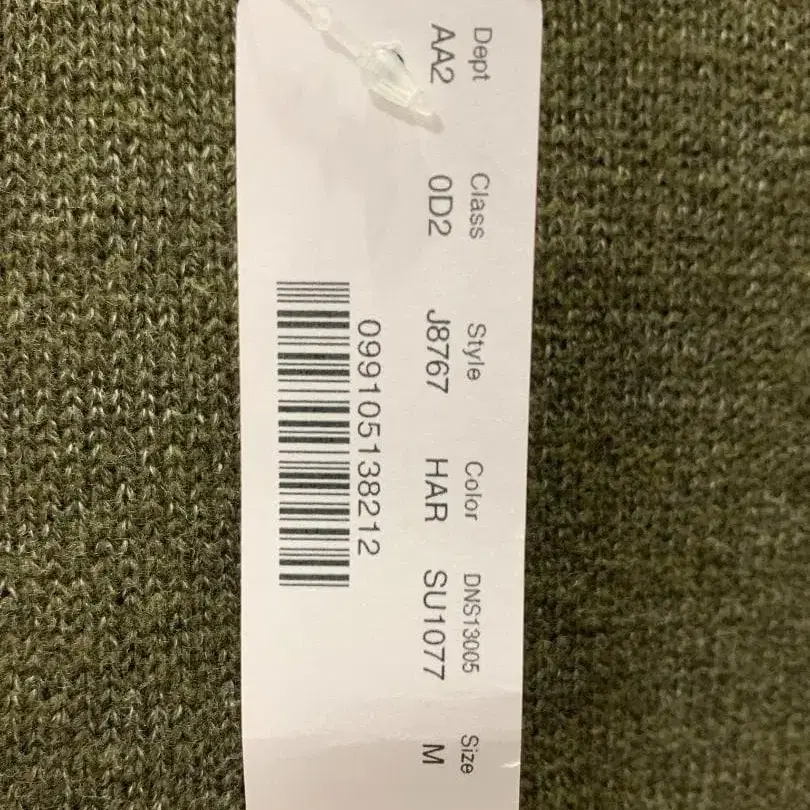 Dept Class Style Color DNS13005 Size
AA2 0D2 J8767 HAR SU1077 M
099105138212